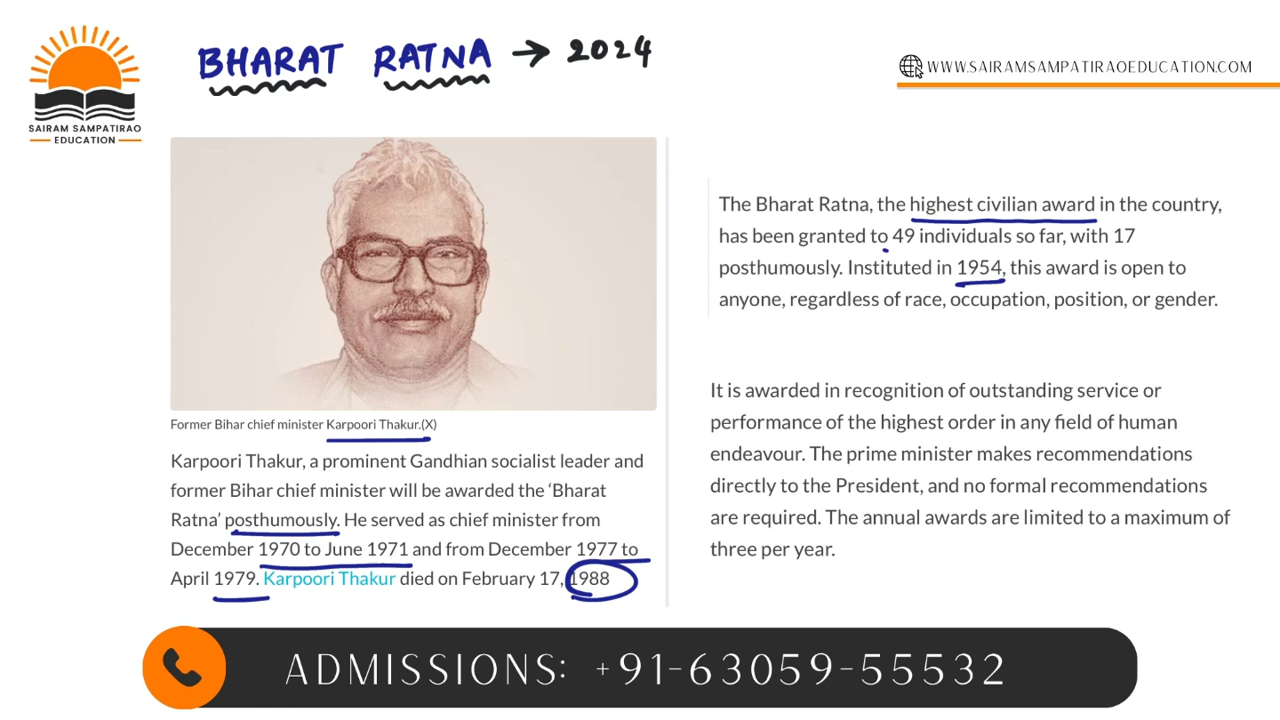 BHARAT RATNA → 2024
WWW.SAIRAMSAMPATIRAOEDUCATION.COM
SAIRAM SAMPATIRAO
EDUCATION
Former Bihar chief minister Karpoori Thakur.(X)
Karpoori Thakur, a prominent Gandhian socialist leader and
former Bihar chief minister will be awarded the ‘Bharat
Ratna’ posthumously. He served as chief minister from
December 1970 to June 1971 and from December 1977 to
April 1979. Karpoori Thakur died on February 17, 1988
The Bharat Ratna, the highest civilian award in the country,
has been granted to 49 individuals so far, with 17
posthumously. Instituted in 1954, this award is open to
anyone, regardless of race, occupation, position, or gender.
It is awarded in recognition of outstanding service or
performance of the highest order in any field of human
endeavour. The prime minister makes recommendations
directly to the President, and no formal recommendations
are required. The annual awards are limited to a maximum of
three per year.
ADMISSIONS: +91-63059-55532